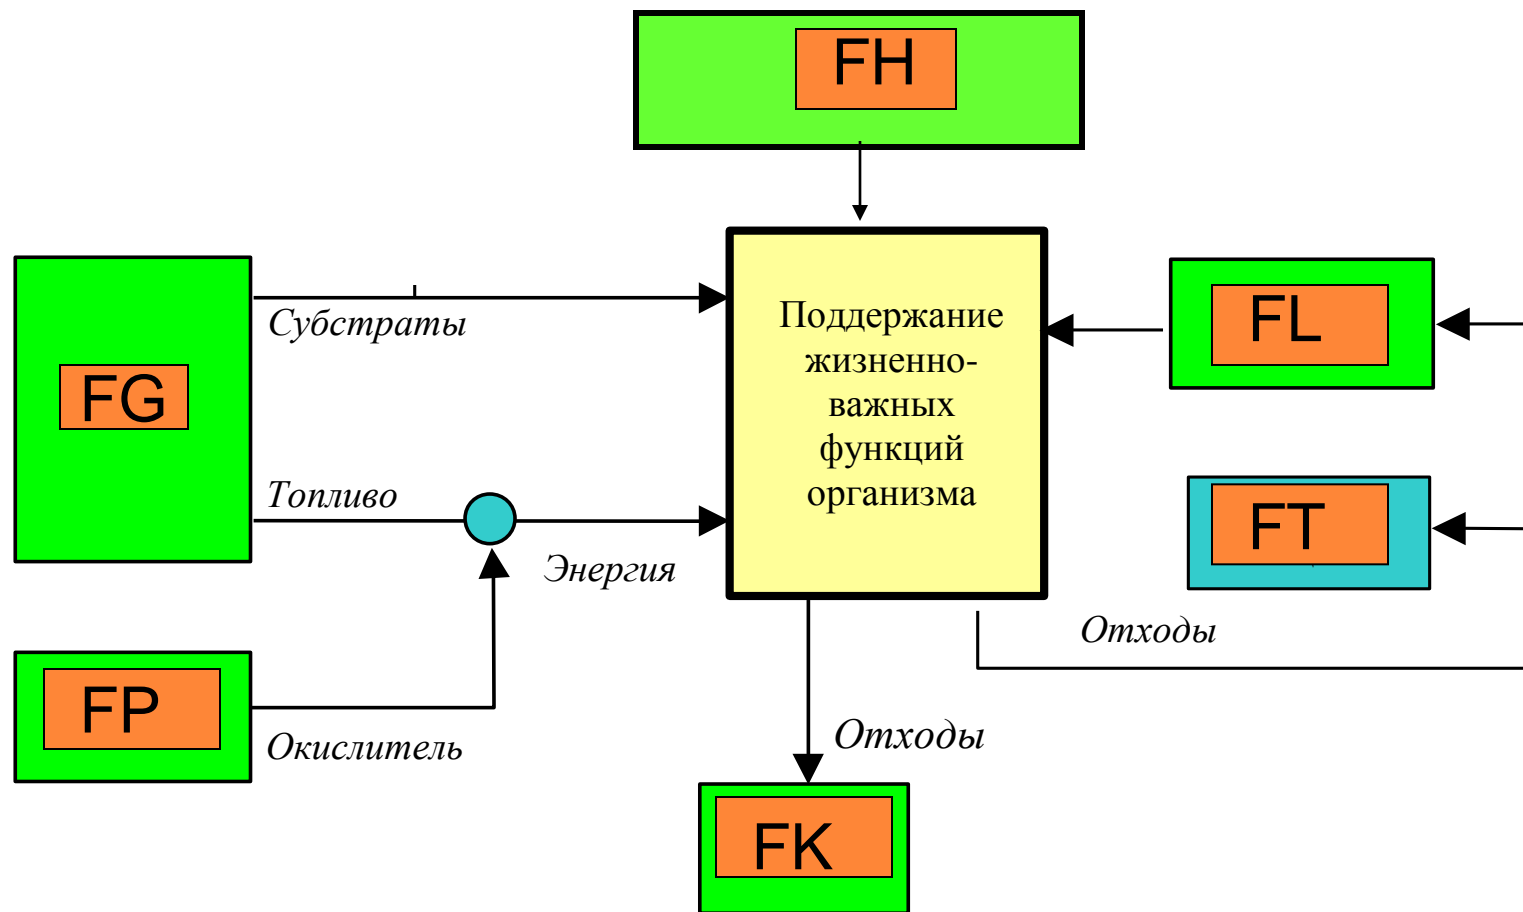 FH
Субстраты
FG
Топливо
Энергия
FP
Окислитель
Поддержание
жизненно-
важных
функций
организма
FL
FT
Отходы
Отходы
FK